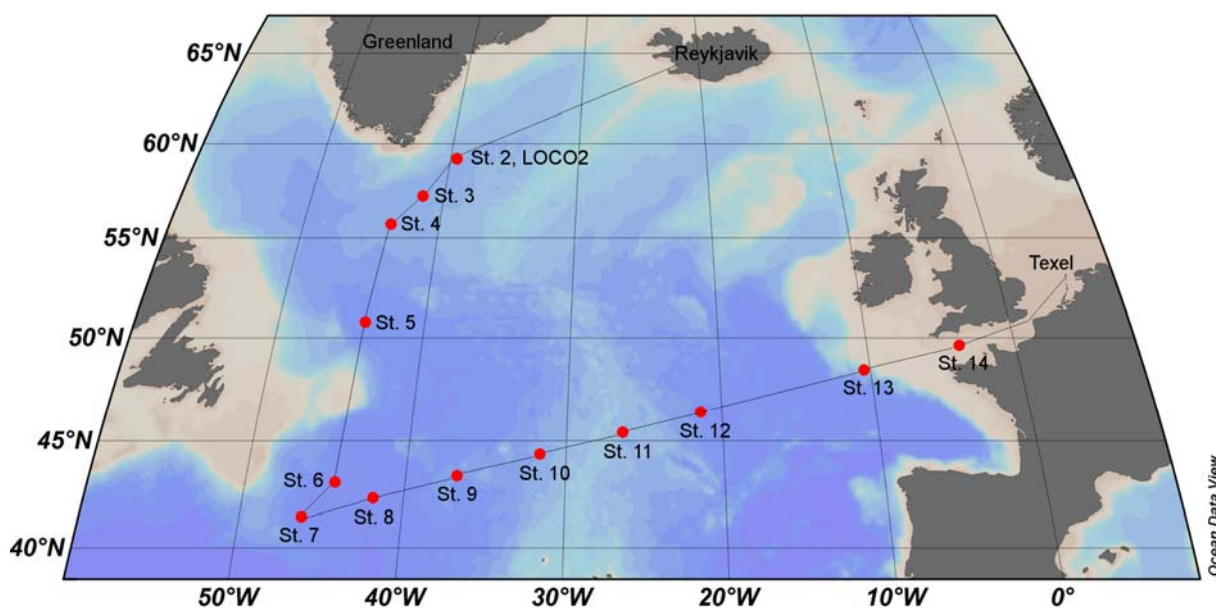 65°N
Greenland
Reykjavik
60°N
St. 2, LOCO2
St. 3
St. 4
55°N
Texel
50°N
St. 5
St. 14
St. 13
St. 12
45°N
St. 11
St. 10
St. 9
St. 6
St. 8
St. 7
40°N
50°W
40°W
30°W
20°W
10°W
0°
Ocean Data View